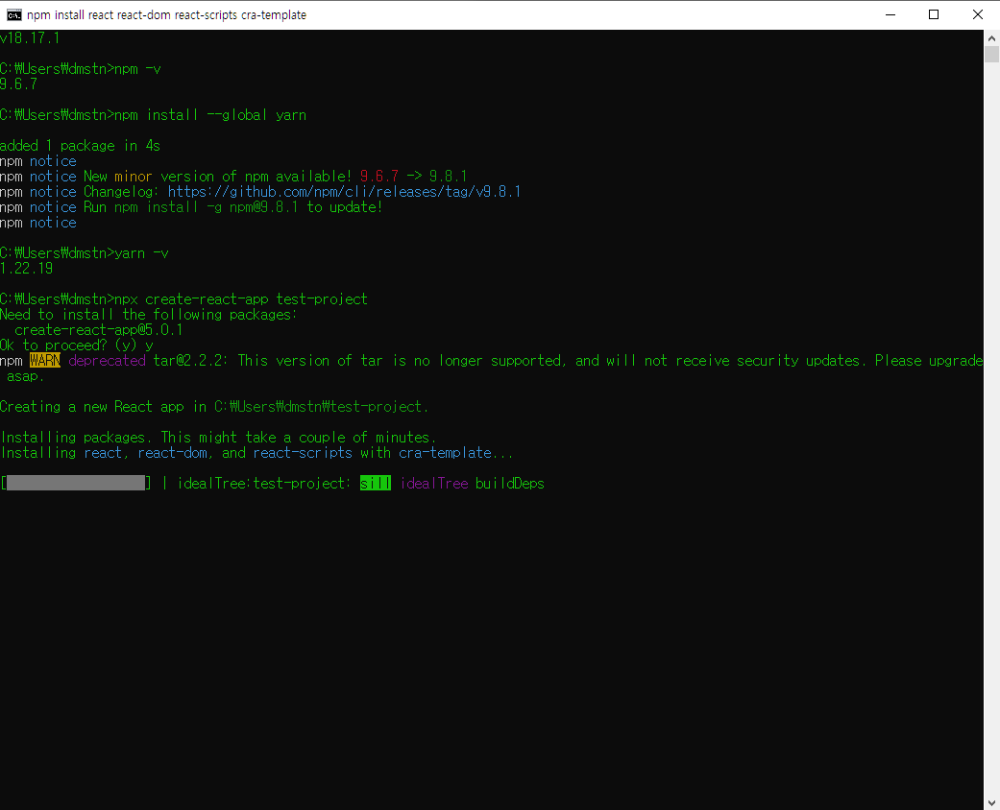 npm install react react-dom react-scripts cra-template
v18.17.1
C:₩Users₩dmstn>npm -v
9.6.7
C:₩Users₩dmstn>npm install --global yarn
added 1 package in 4s
npm notice
npm notice New minor version of npm available! 9.6.7 -> 9.8.1
npm notice Changelog: https://github.com/npm/cli/releases/tag/v9.8.1
npm notice Run npm install -g npm@9.8.1 to update!
npm notice
C:₩Users₩dmstn>yarn -v
1.22.19
C:₩Users₩dmstn>npx create-react-app test-project
Need to install the following packages:
  create-react-app@5.0.1
Ok to proceed? (y) y
npm WARN deprecated tar@2.2.2: This version of tar is no longer supported, and will not receive security updates. Please upgrade
 asap.
Creating a new React app in C:₩Users₩dmstn₩test-project.
Installing packages. This might take a couple of minutes.
Installing react, react-dom, and react-scripts with cra-template...
[                  ] | idealTree:test-project: sill idealTree buildDeps